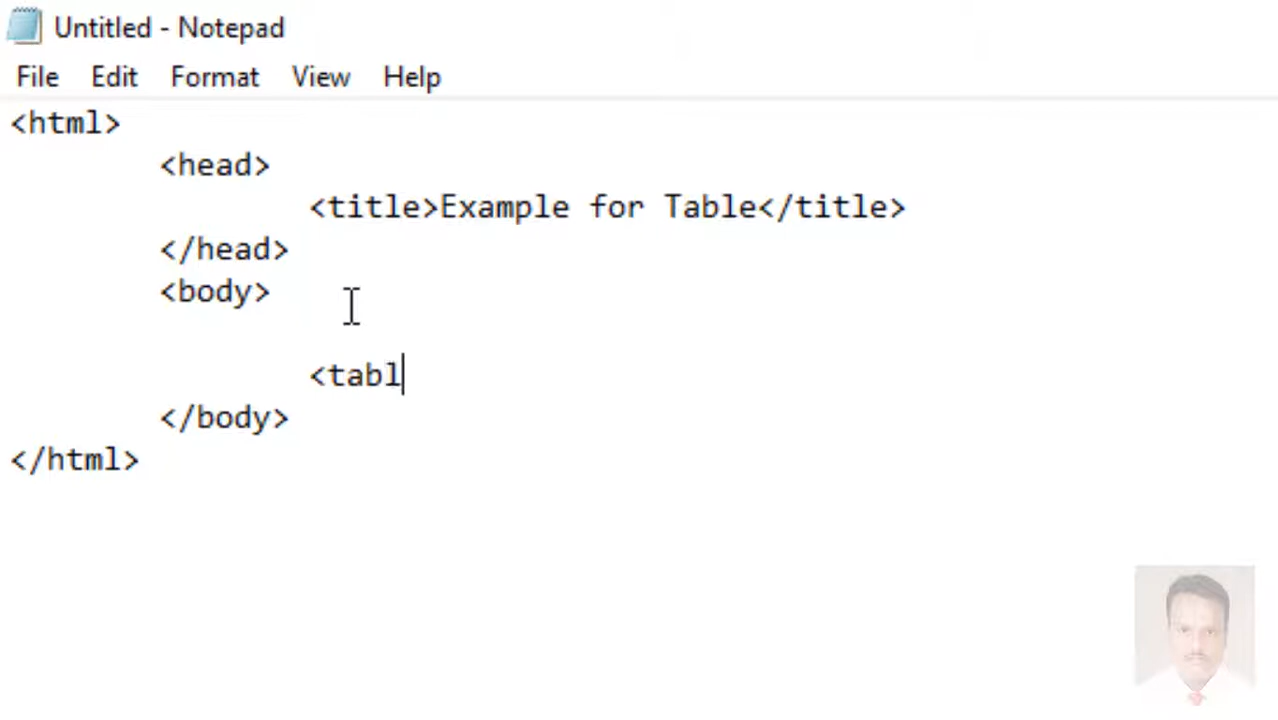 Untitled - Notepad
File Edit Format View Help
<html>
<head>
<title>Example for Table</title>
</head>
<body>
<tabl
</body>
</html>